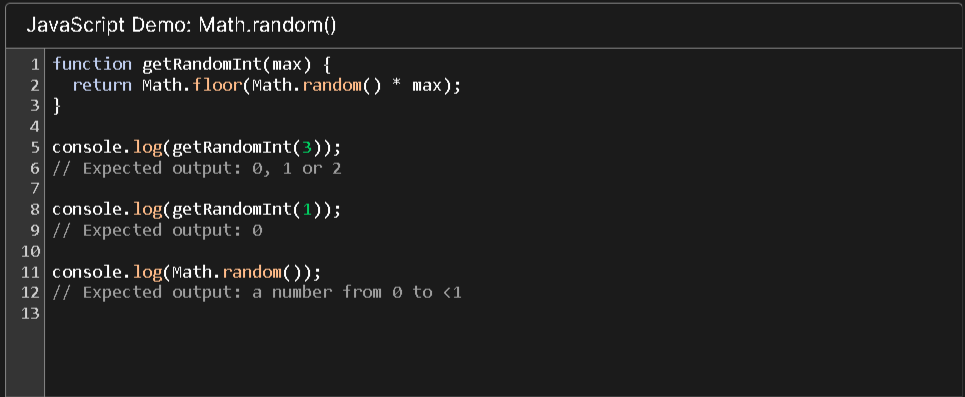 JavaScript Demo: Math.random()
1 function getRandomInt(max) {
2   return Math.floor(Math.random() * max);
3 }
4
5 console.log(getRandomInt(3));
6 // Expected output: 0, 1 or 2
7
8 console.log(getRandomInt(1));
9 // Expected output: 0
10
11 console.log(Math.random());
12 // Expected output: a number from 0 to <1
13